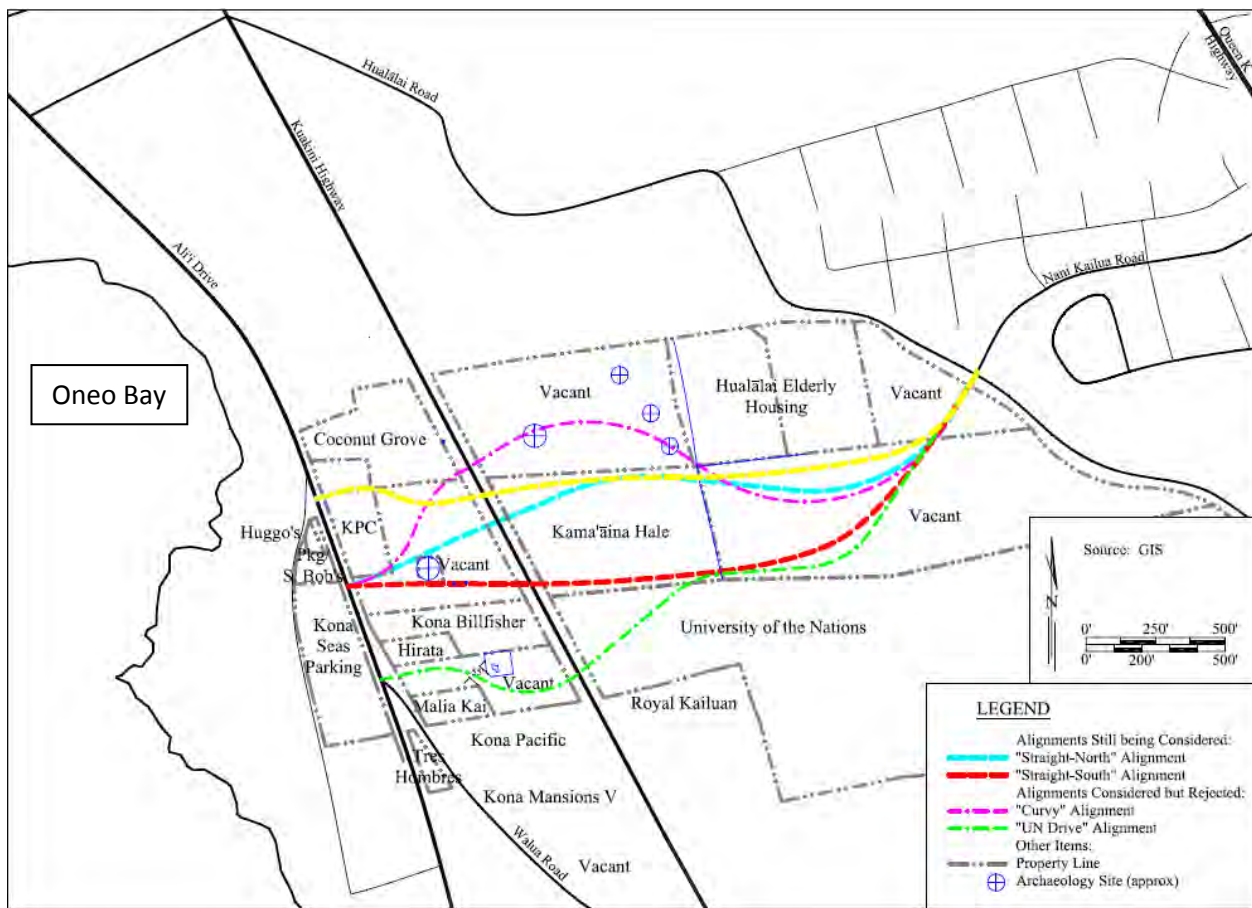 Hualālai Road
Kuakini Highway
Queen K
Highway
Ali'i Drive
Nani Kailua Road
Oneo Bay
Vacant
Hualālai Elderly
Housing
Vacant
Coconut Grove
Huggo's
KPC
Kama'āina Hale
Vacant
Pkg
S. Bob's
Vacant
Kona
Seas
Parking
Kona Billfisher
Hirata
University of the Nations
Vacant
Malia Kai
Royal Kailuan
Kona Pacific
Tres
Hombres
Kona Mansions V
Walua Road
Vacant
Source: GIS
N
0' 250' 500'
0' 200' 500'
LEGEND
Alignments Still being Considered:
"Straight-North" Alignment
"Straight-South" Alignment
Alignments Considered but Rejected:
"Curvy" Alignment
"UN Drive" Alignment
Other Items:
Property Line
Archaeology Site (approx)